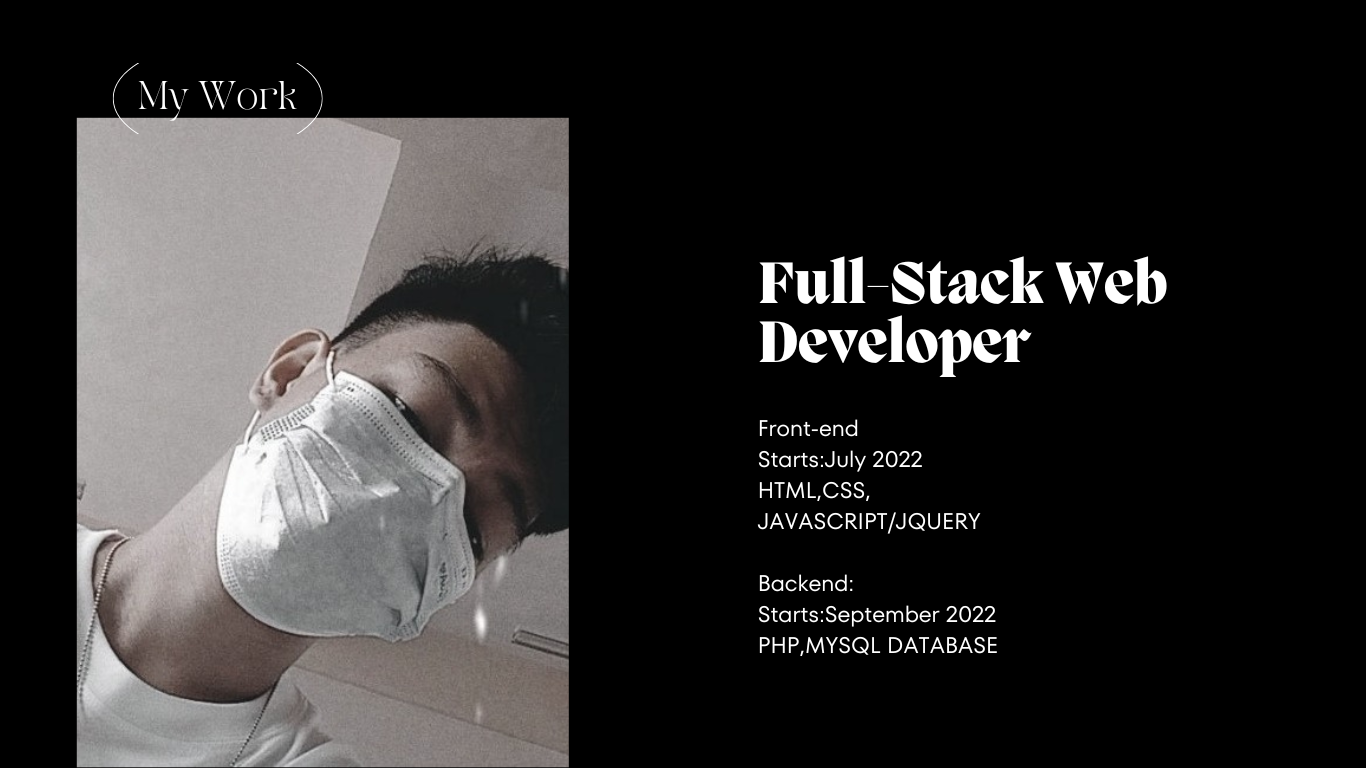 My Work
Full-Stack Web
Developer
Front-end
Starts:July 2022
HTML,CSS,
JAVASCRIPT/JQUERY
Backend:
Starts:September 2022
PHP,MYSQL DATABASE